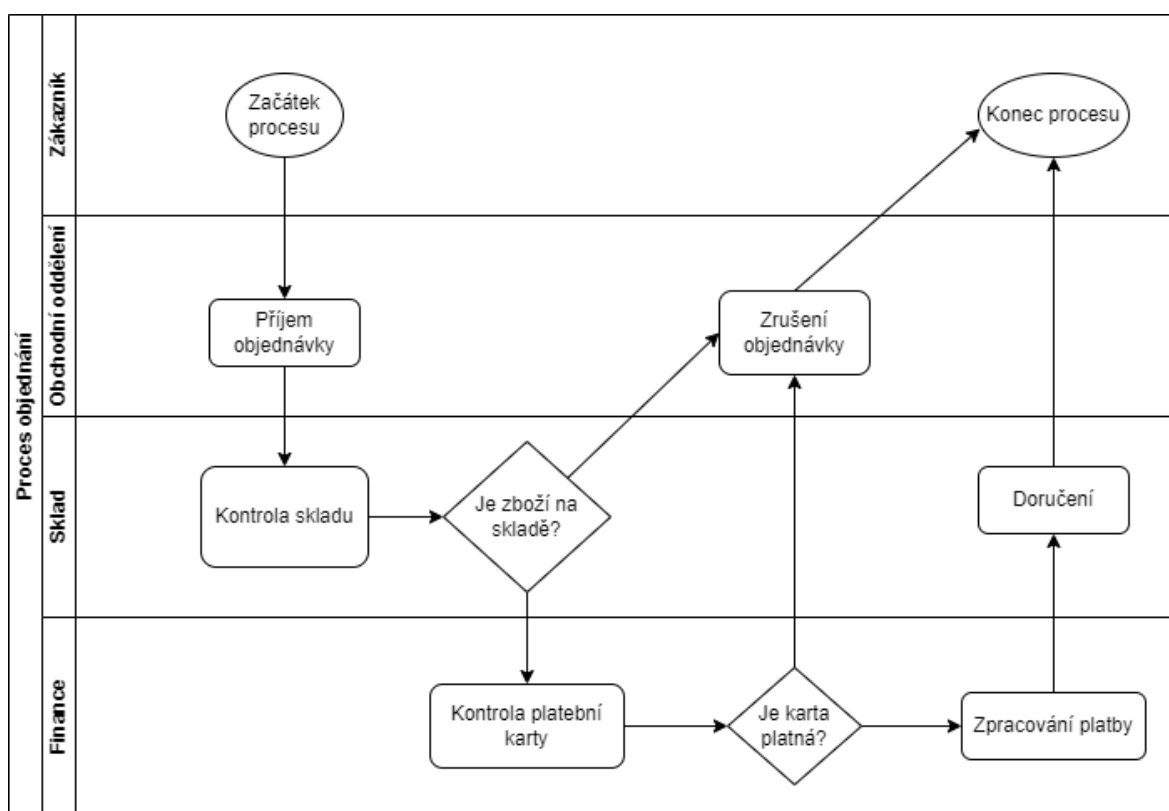 Proces objednání
Zákazník
Začátek
procesu
Konec procesu
Obchodní oddělení
Příjem
objednávky
Zrušení
objednávky
Sklad
Kontrola skladu
Je zboží na
skladě?
Doručení
Finance
Kontrola platební
karty
Je karta
platná?
Zpracování platby